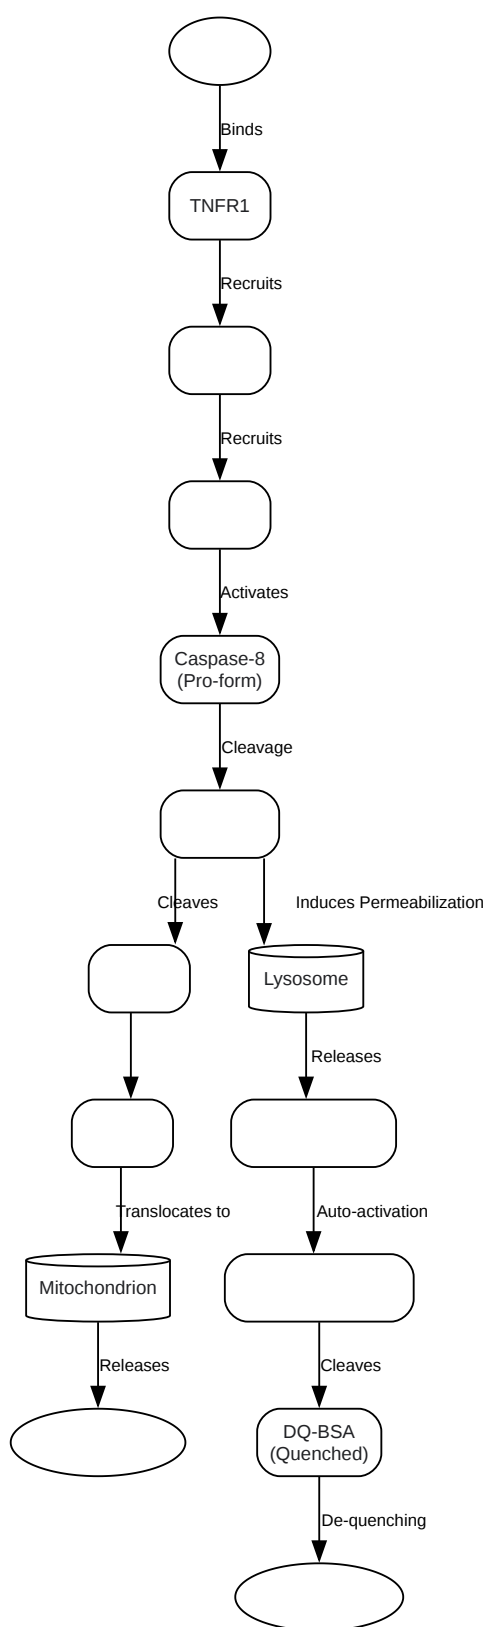 Binds
TNFR1
Recruits
Recruits
Activates
Caspase-8
(Pro-form)
Cleavage
Cleaves
Induces Permeabilization
Lysosome
Releases
Translocates to
Auto-activation
Mitochondrion
Releases
Cleaves
DQ-BSA
(Quenched)
De-quenching